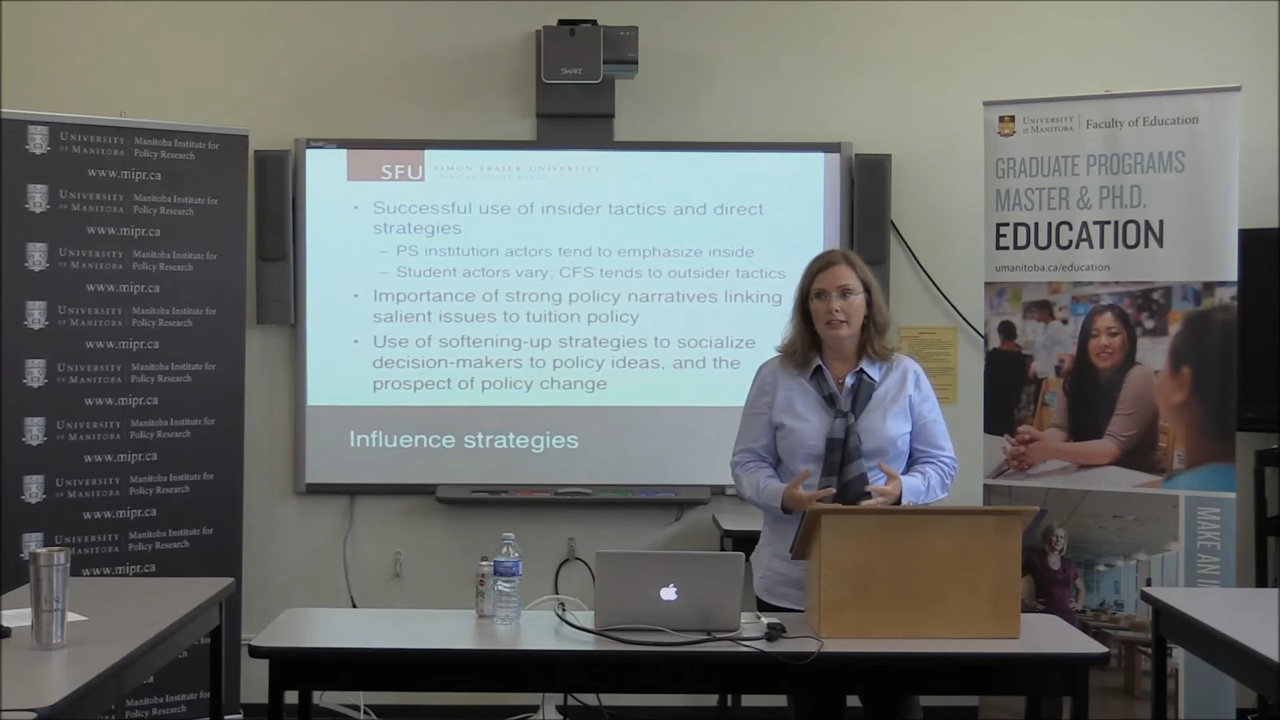 UNIVERSITY OF MANITOBA | Manitoba Institute for Policy Research
www.mipr.ca
UNIVERSITY OF MANITOBA | Manitoba Institute for Policy Research
www.mipr.ca
UNIVERSITY OF MANITOBA | Manitoba Institute for Policy Research
www.mipr.ca
UNIVERSITY OF MANITOBA | Manitoba Institute for Policy Research
www.mipr.ca
UNIVERSITY OF MANITOBA | Manitoba Institute for Policy Research
www.mipr.ca
UNIVERSITY OF MANITOBA | Manitoba Institute for Policy Research
www.mipr.ca
UNIVERSITY OF MANITOBA | Manitoba Institute for Policy Research
www.mipr.ca
UNIVERSITY OF MANITOBA | Manitoba Institute for Policy Research
www.mipr.ca
Manitoba Institute for
Policy Research
SMART
SFU SIMON FRASER UNIVERSITY
• Successful use of insider tactics and direct
strategies
– PS institution actors tend to emphasize inside
– Student actors vary; CFS tends to outsider tactics
• Importance of strong policy narratives linking
salient issues to tuition policy
• Use of softening-up strategies to socialize
decision-makers to policy ideas, and the
prospect of policy change
Influence strategies
UNIVERSITY OF MANITOBA | Faculty of Education
GRADUATE PROGRAMS
MASTER & PH.D.
EDUCATION
umanitoba.ca/education
MAKE AN